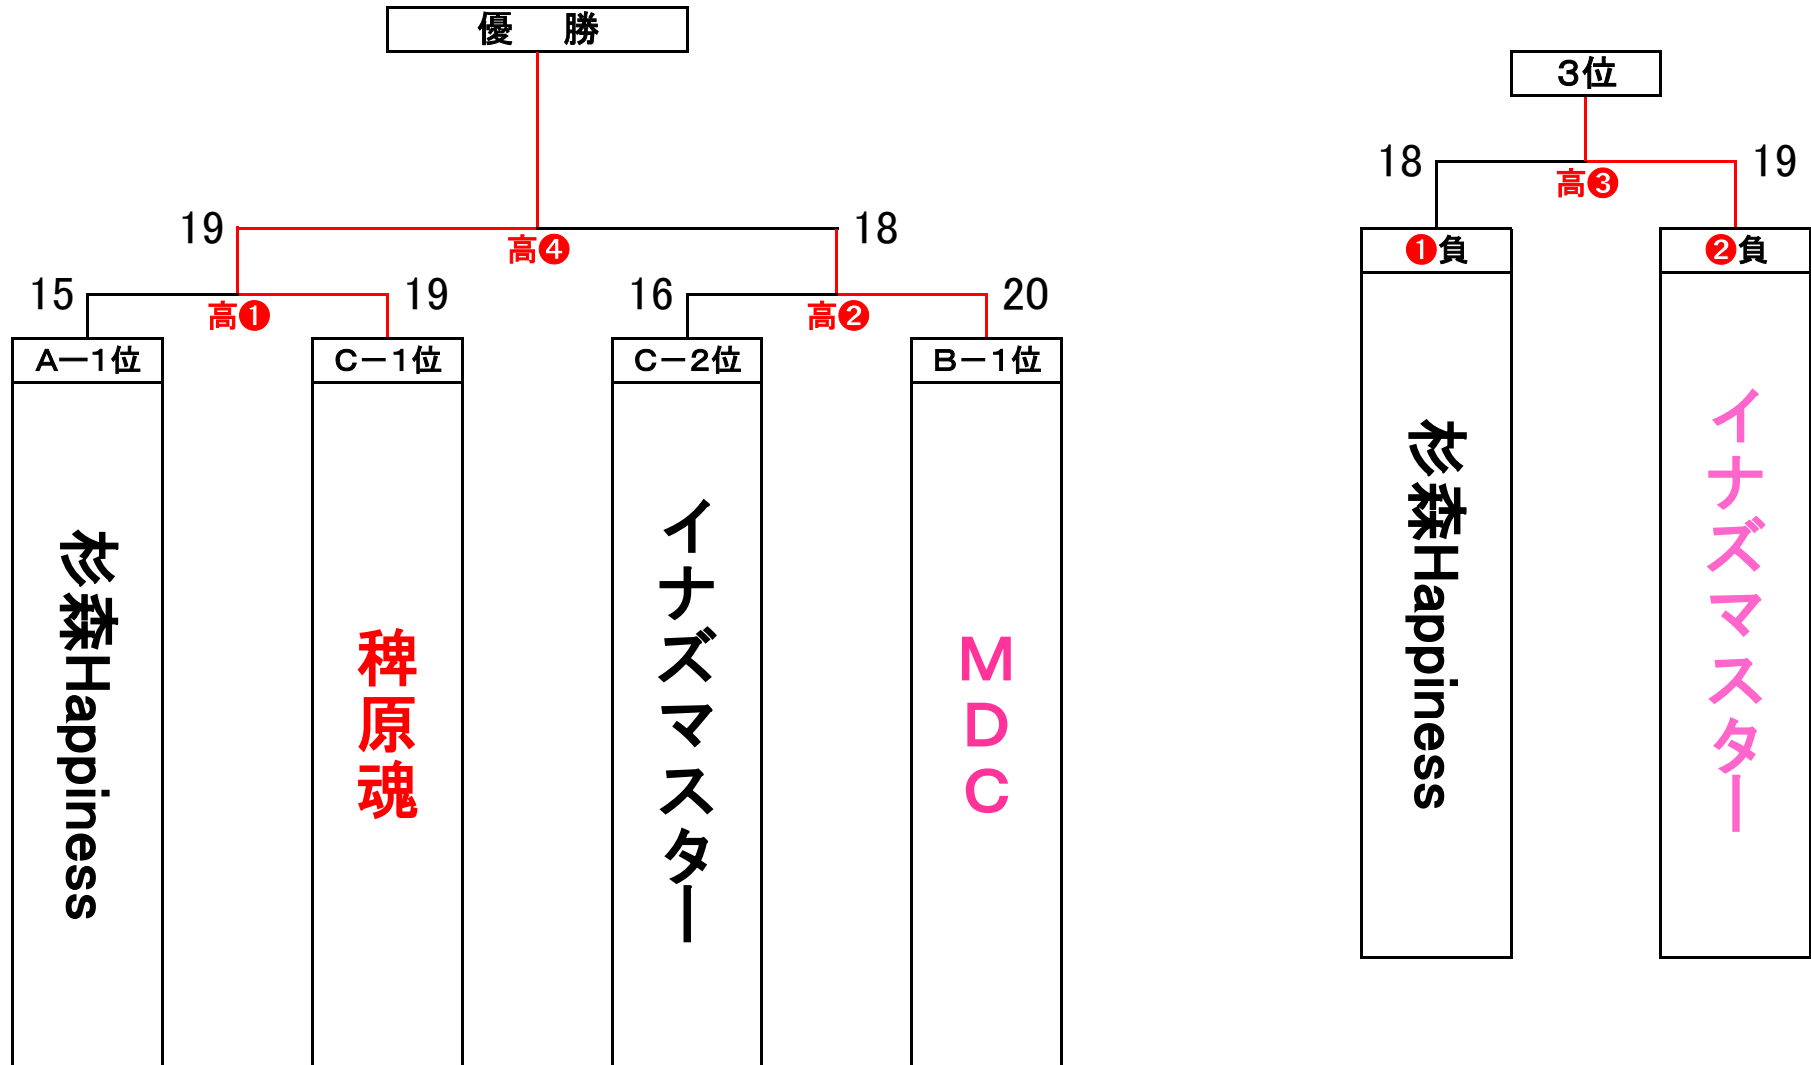 優　勝
19
18
高❹
15
19
高❶
16
20
高❷
A－1位
C－1位
C－2位
B－1位
杉森Happiness
稗原魂
イナズマスター
MDC
3位
18
19
高❸
❶負
❷負
杉森Happiness
イナズマスター